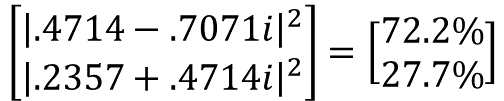 [|.4714 − .7071i|²] = [72.2%]
[|.2357 + .4714i|²] [27.7%]